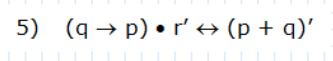 5) (q → p) • r′ ↔ (p + q)′